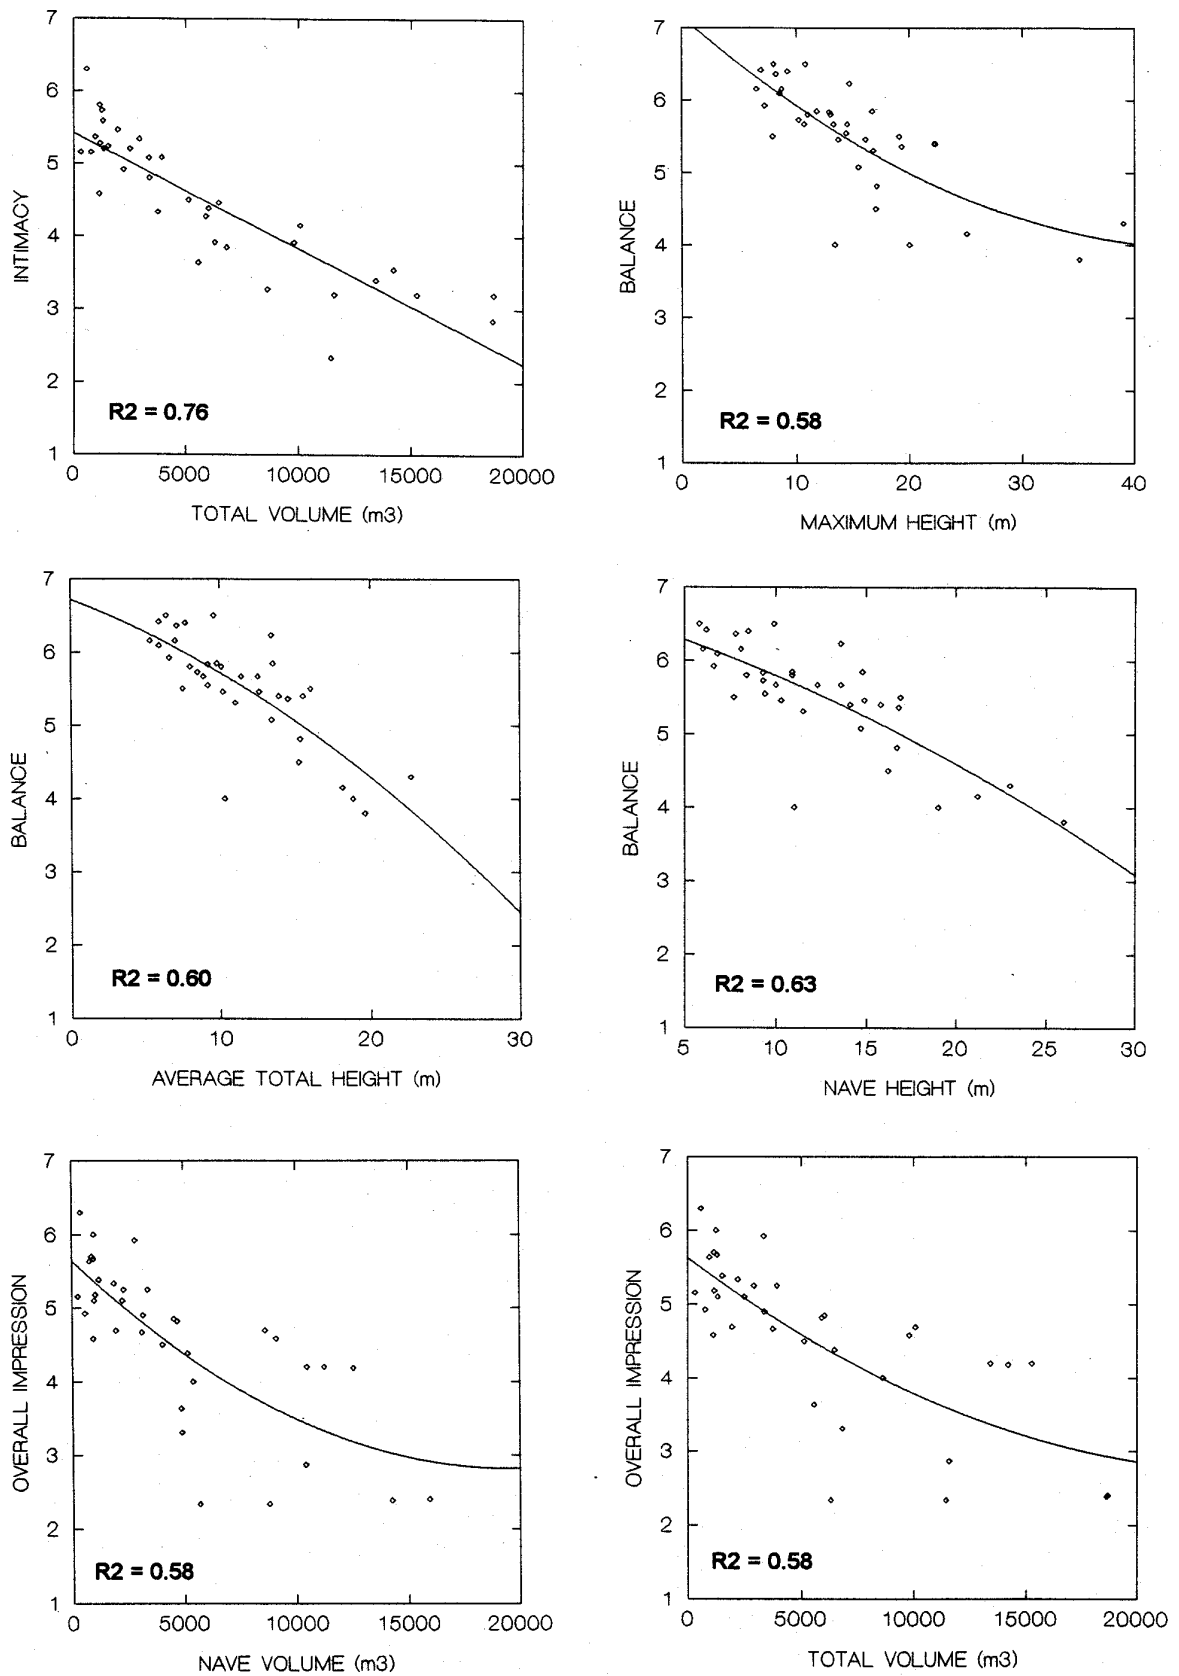 7
6
5
4
3
2
1
INTIMACY
R2 = 0.76
0 5000 10000 15000 20000
TOTAL VOLUME (m3)
7
6
5
4
3
2
1
BALANCE
R2 = 0.58
0 10 20 30 40
MAXIMUM HEIGHT (m)
7
6
5
4
3
2
1
BALANCE
R2 = 0.60
0 10 20 30
AVERAGE TOTAL HEIGHT (m)
7
6
5
4
3
2
1
BALANCE
R2 = 0.63
5 10 15 20 25 30
NAVE HEIGHT (m)
7
6
5
4
3
2
1
OVERALL IMPRESSION
R2 = 0.58
0 5000 10000 15000 20000
NAVE VOLUME (m3)
7
6
5
4
3
2
1
OVERALL IMPRESSION
R2 = 0.58
0 5000 10000 15000 20000
TOTAL VOLUME (m3)